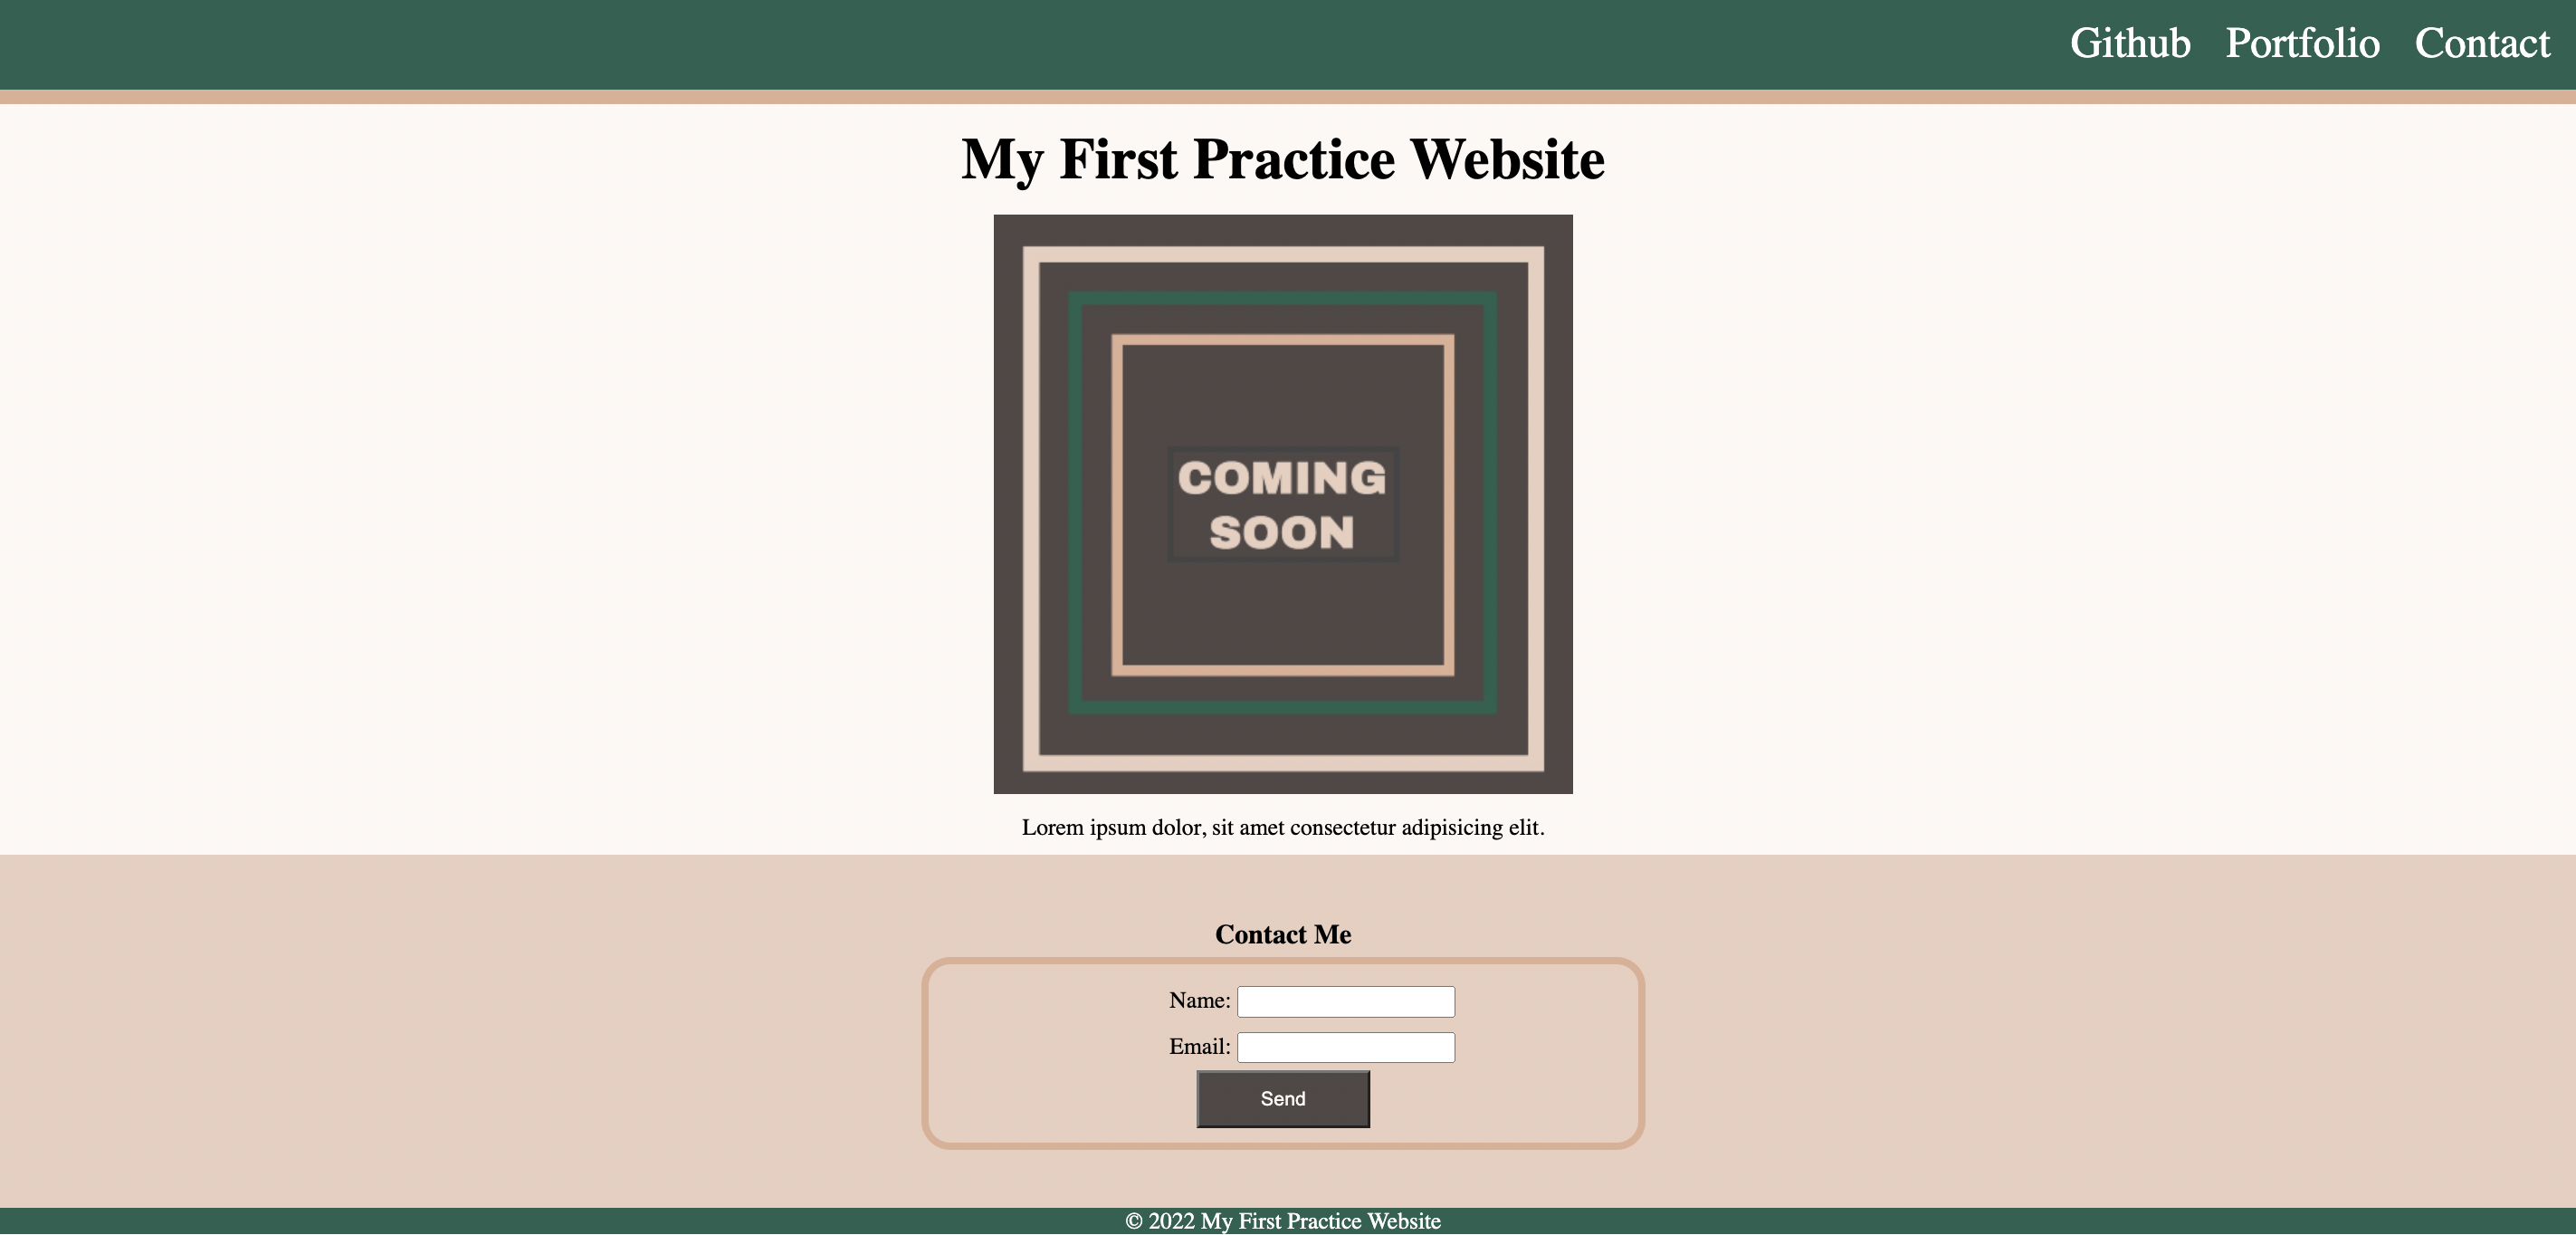 Github Portfolio Contact
My First Practice Website
COMING
SOON
Lorem ipsum dolor, sit amet consectetur adipisicing elit.
Contact Me
Name:
Email:
Send
© 2022 My First Practice Website